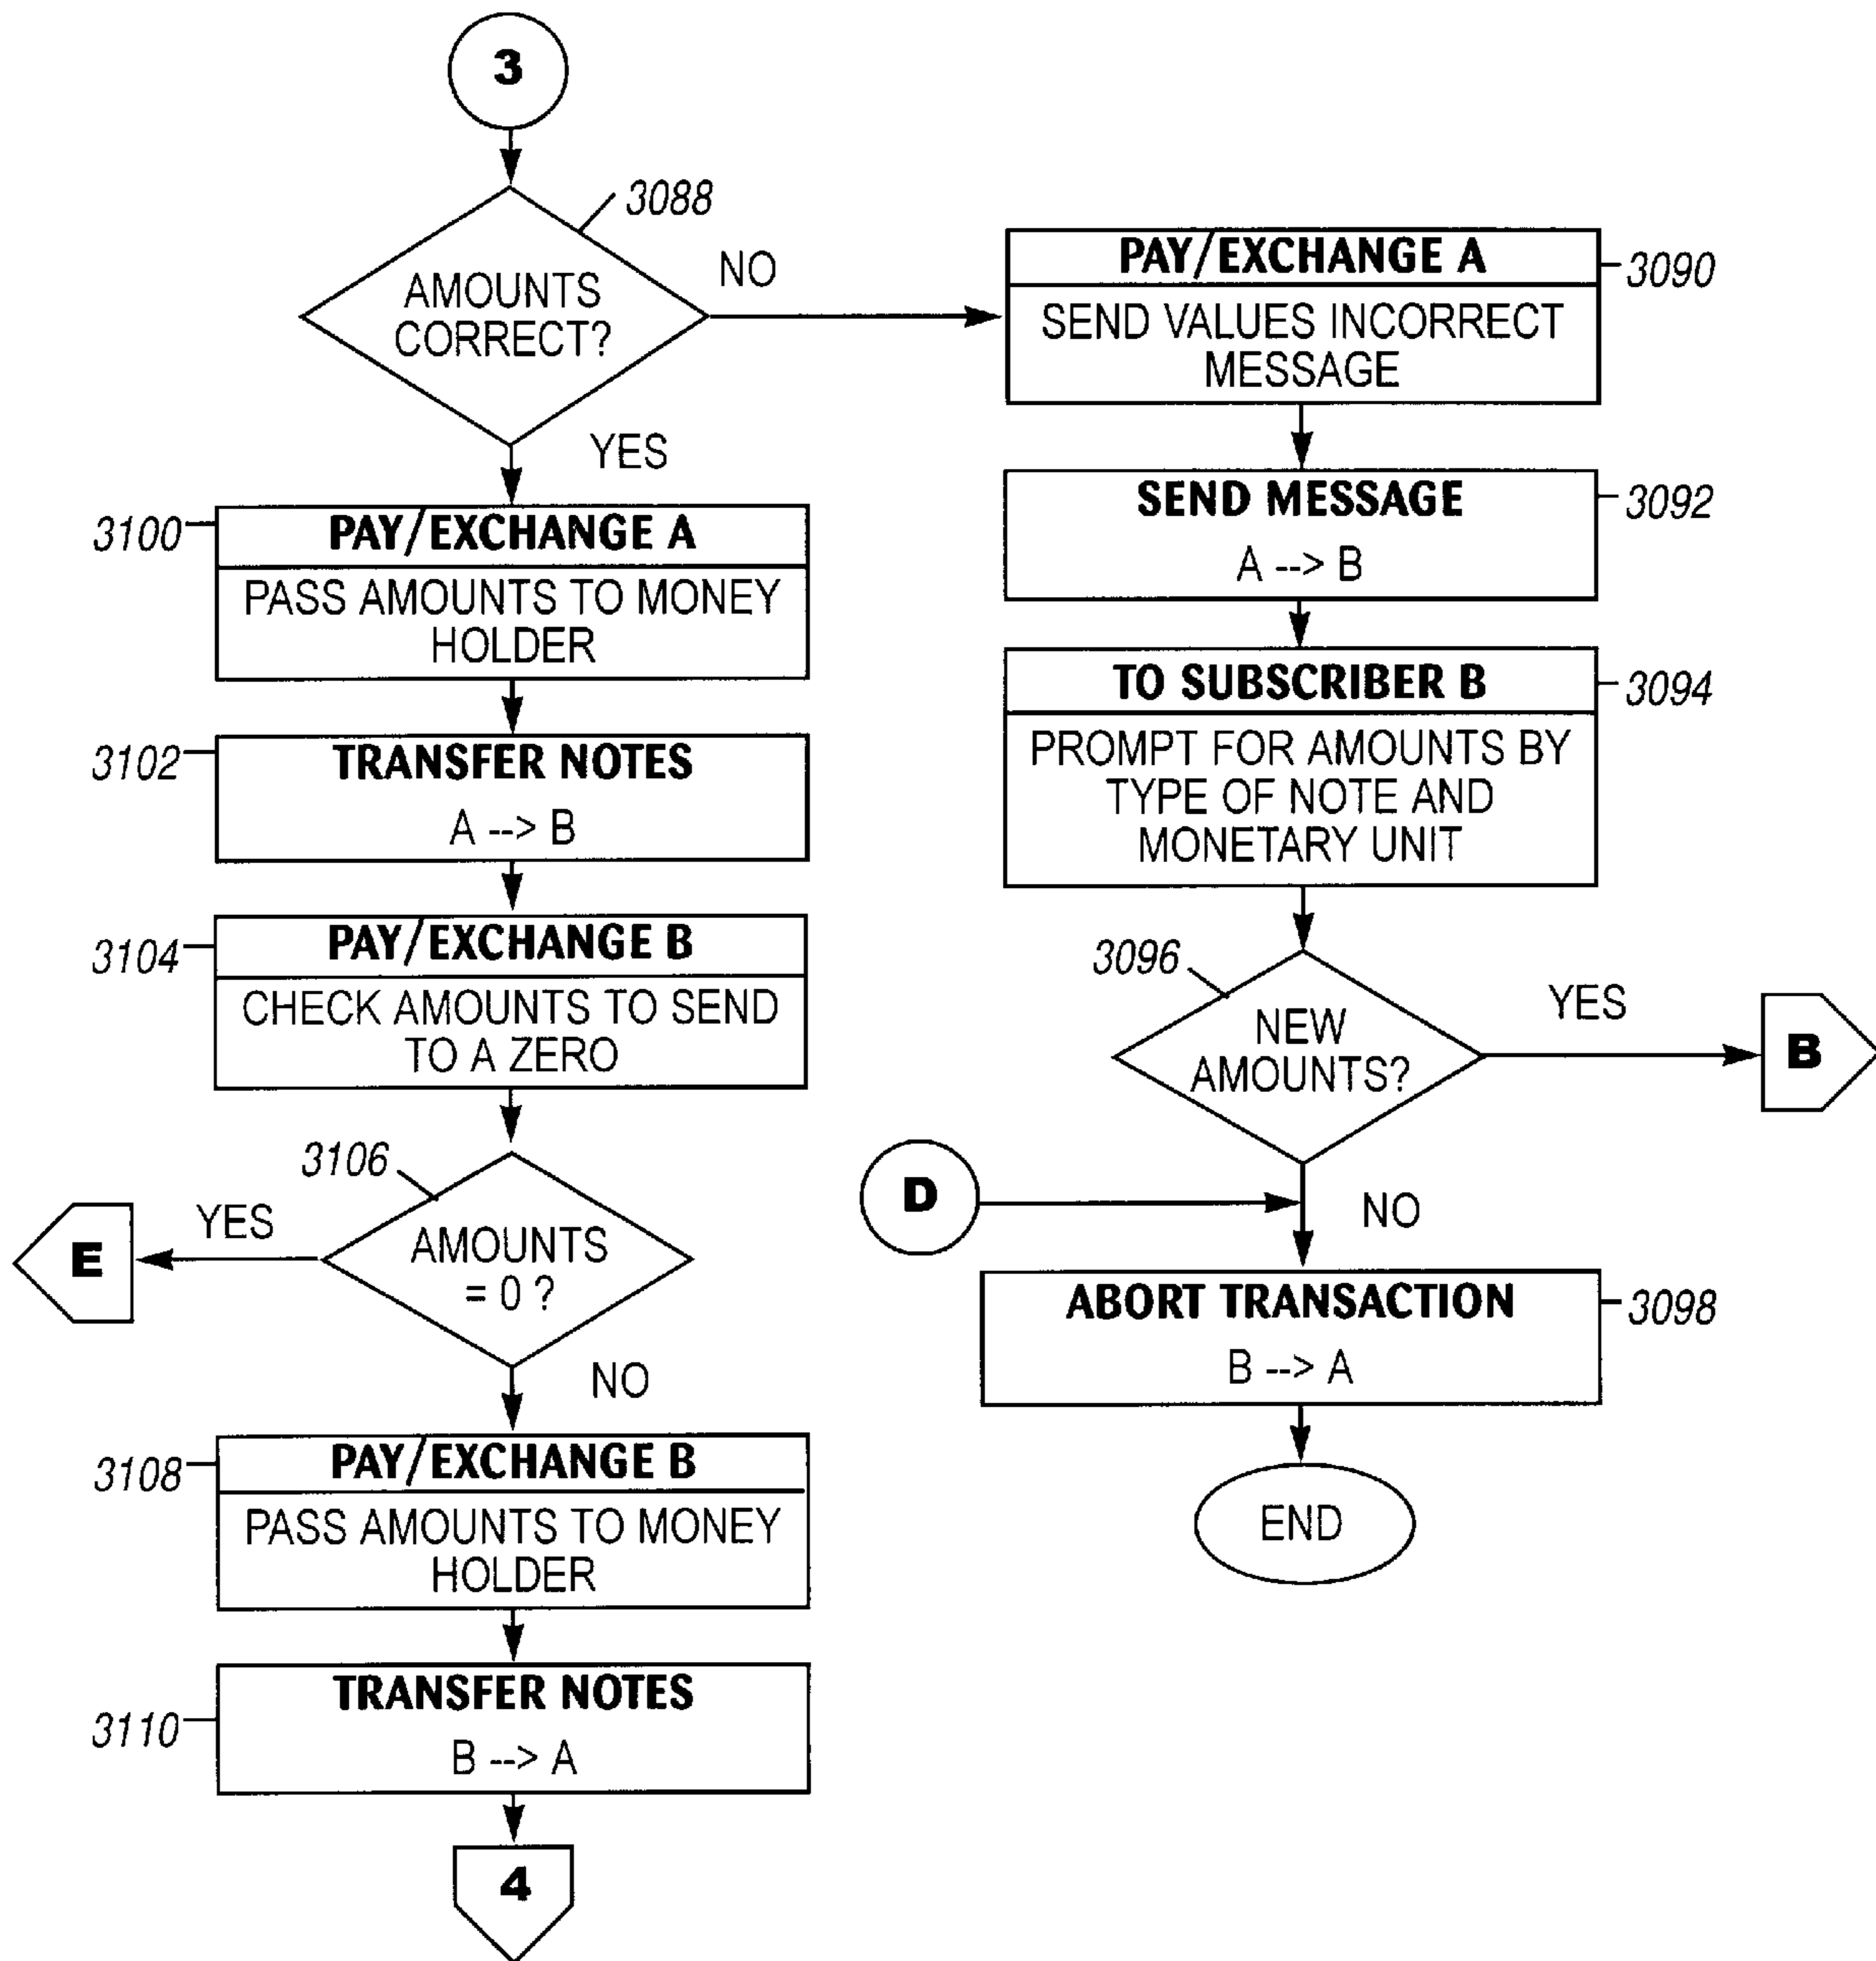 3
3088
AMOUNTS
CORRECT?
NO
YES
3100
PAY/EXCHANGE A
PASS AMOUNTS TO MONEY
HOLDER
3102
TRANSFER NOTES
A --> B
3104
PAY/EXCHANGE B
CHECK AMOUNTS TO SEND
TO A ZERO
3106
AMOUNTS
= 0 ?
YES
E
NO
3108
PAY/EXCHANGE B
PASS AMOUNTS TO MONEY
HOLDER
3110
TRANSFER NOTES
B --> A
4
PAY/EXCHANGE A
3090
SEND VALUES INCORRECT
MESSAGE
SEND MESSAGE
3092
A --> B
TO SUBSCRIBER B
3094
PROMPT FOR AMOUNTS BY
TYPE OF NOTE AND
MONETARY UNIT
3096
NEW
AMOUNTS?
YES
B
D
NO
ABORT TRANSACTION
3098
B --> A
END